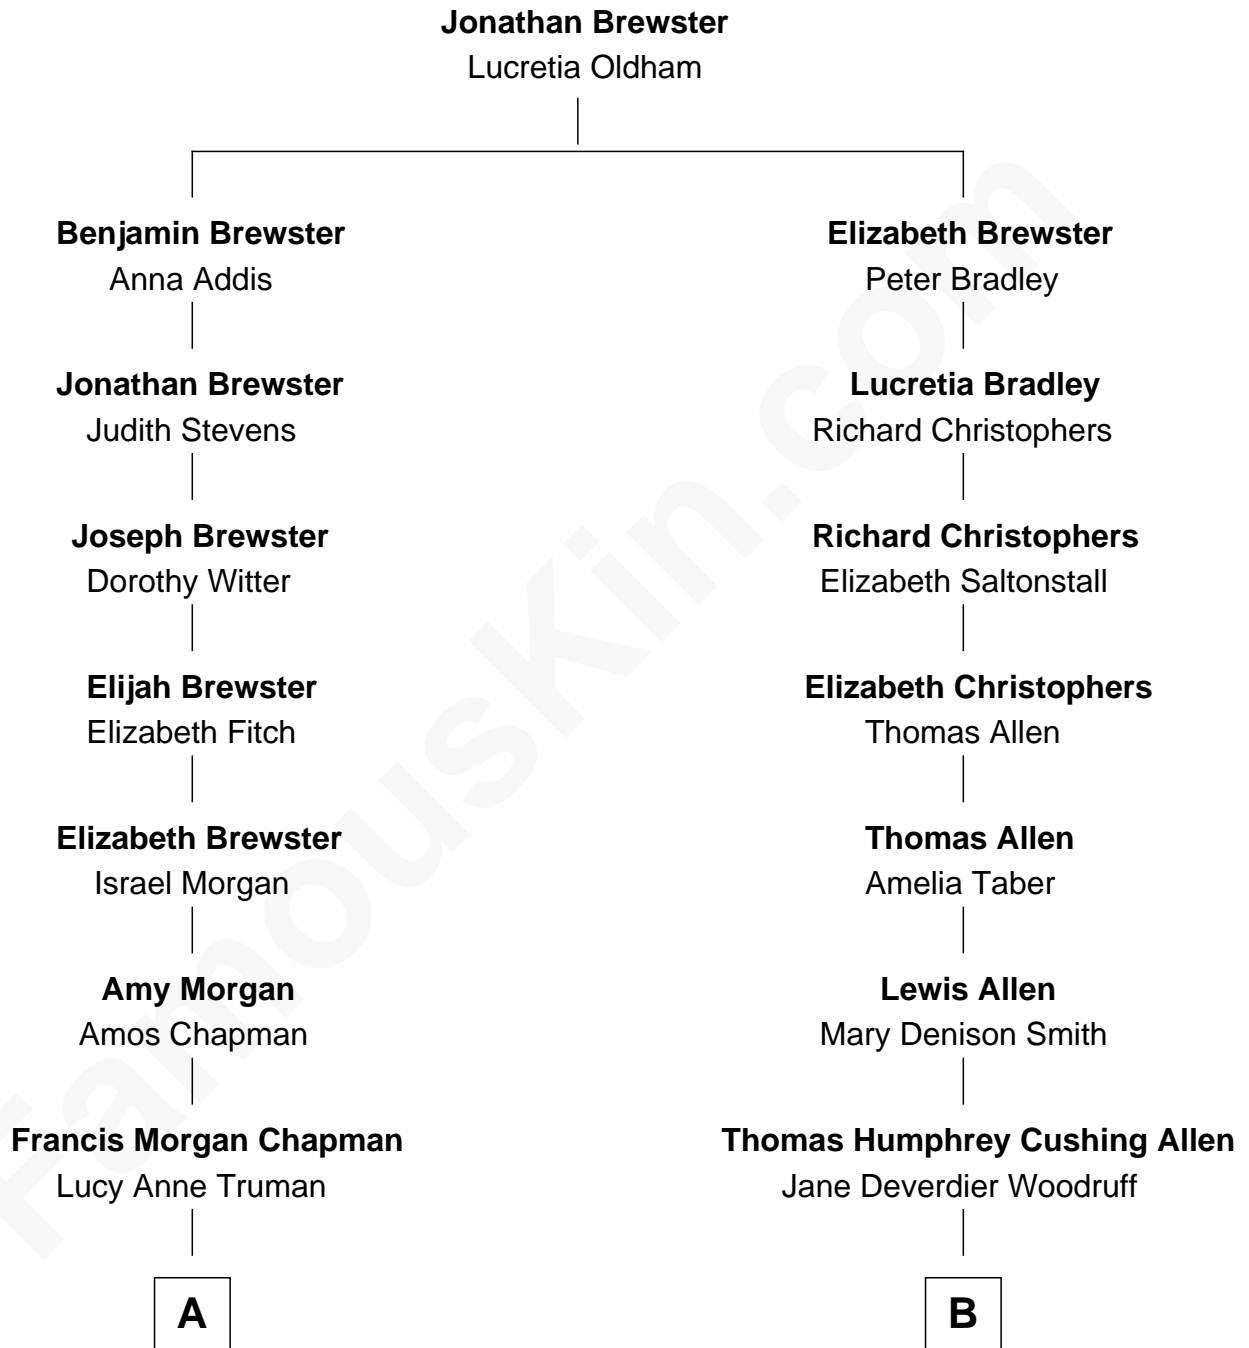 Jonathan Brewster
Lucretia Oldham
Benjamin Brewster
Anna Addis
Jonathan Brewster
Judith Stevens
Joseph Brewster
Dorothy Witter
Elijah Brewster
Elizabeth Fitch
Elizabeth Brewster
Israel Morgan
Amy Morgan
Amos Chapman
Francis Morgan Chapman
Lucy Anne Truman
A
Elizabeth Brewster
Peter Bradley
Lucretia Bradley
Richard Christophers
Richard Christophers
Elizabeth Saltonstall
Elizabeth Christophers
Thomas Allen
Thomas Allen
Amelia Taber
Lewis Allen
Mary Denison Smith
Thomas Humphrey Cushing Allen
Jane Deverdier Woodruff
B
FamousKin.com